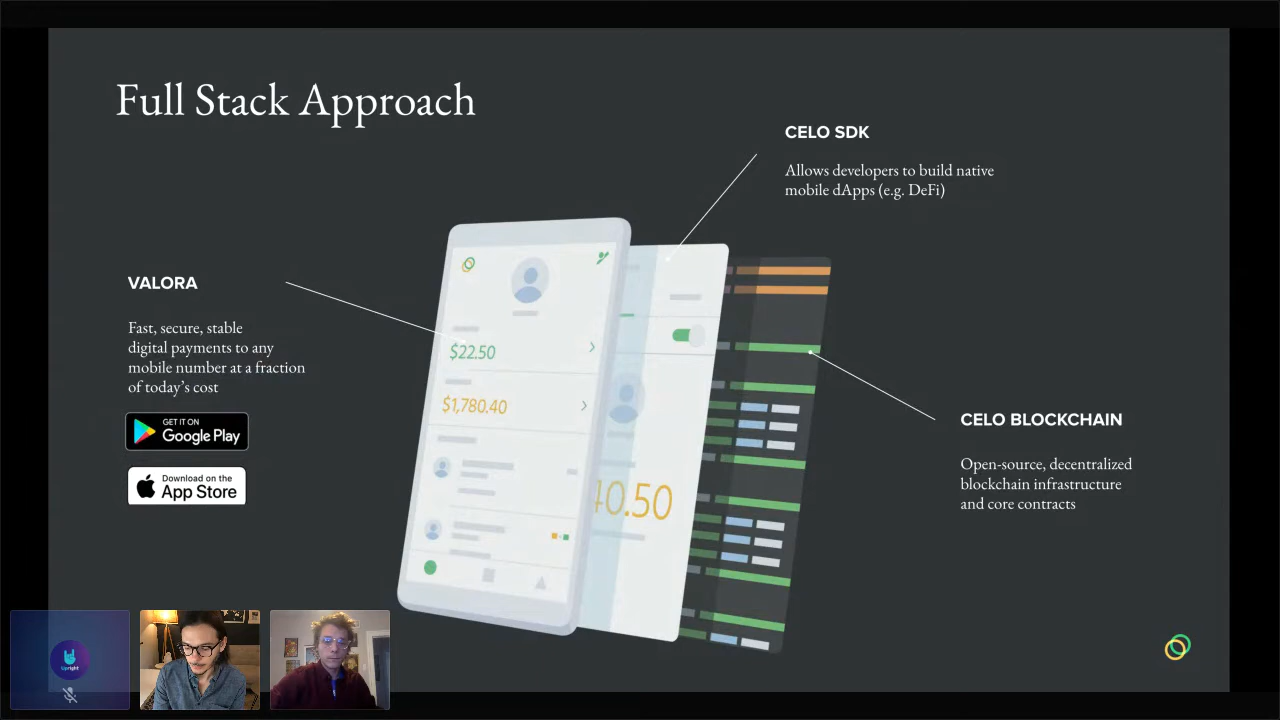 Full Stack Approach
CELO SDK
Allows developers to build native
mobile dApps (e.g. DeFi)
VALORA
Fast, secure, stable
digital payments to any
mobile number at a fraction
of today's cost
GET IT ON
Google Play
Download on the
App Store
$22.50
$1,780.40
40.50
CELO BLOCKCHAIN
Open-source, decentralized
blockchain infrastructure
and core contracts
Upright